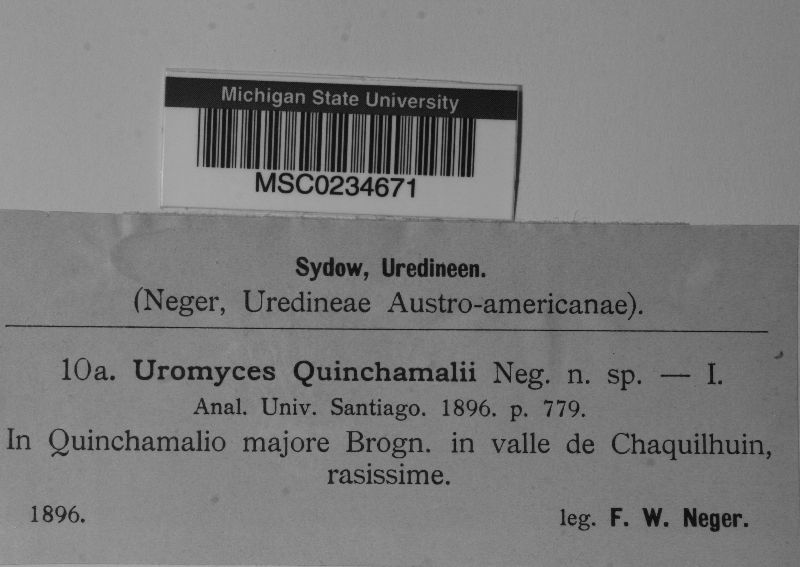 Michigan State University
MSC0234671
Sydow, Uredineen.
(Neger, Uredineae Austro-americanae).
10a. Uromyces Quinchamalii Neg. n. sp. — I.
Anal. Univ. Santiago. 1896. p. 779.
In Quinchamalio majore Brogn. in valle de Chaquilhuin,
rasissime.
1896. leg. F. W. Neger.